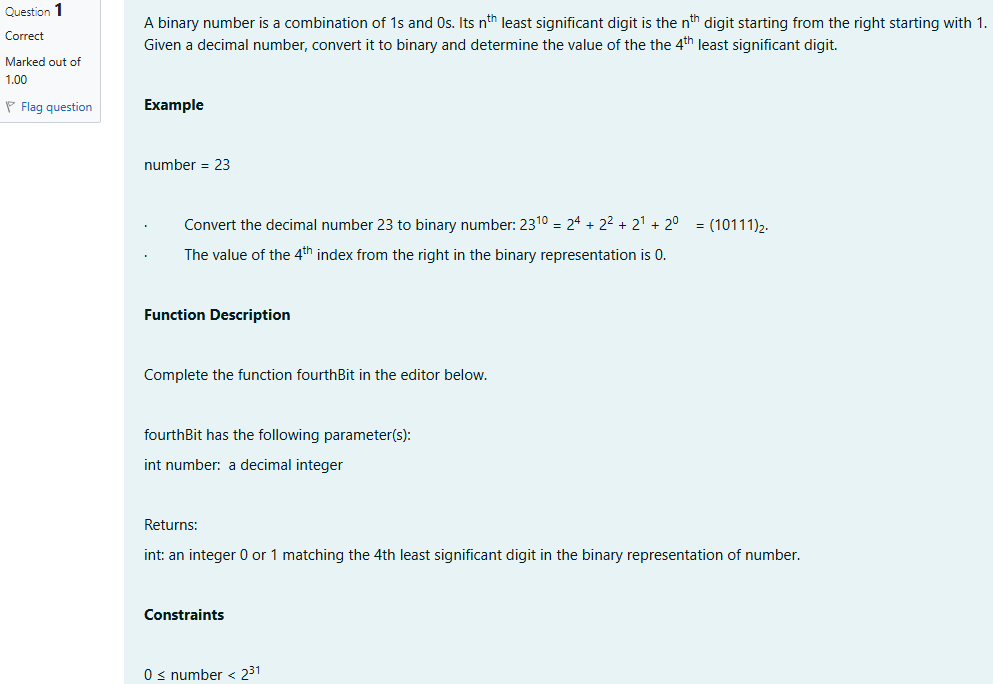 Question 1
Correct
Marked out of
1.00
Flag question
A binary number is a combination of 1s and 0s. Its nth least significant digit is the nth digit starting from the right starting with 1.
Given a decimal number, convert it to binary and determine the value of the the 4th least significant digit.
Example
number = 23
· Convert the decimal number 23 to binary number: 23¹⁰ = 2⁴ + 2² + 2¹ + 2⁰ = (10111)₂.
· The value of the 4th index from the right in the binary representation is 0.
Function Description
Complete the function fourthBit in the editor below.
fourthBit has the following parameter(s):
int number: a decimal integer
Returns:
int: an integer 0 or 1 matching the 4th least significant digit in the binary representation of number.
Constraints
0 ≤ number < 2³¹